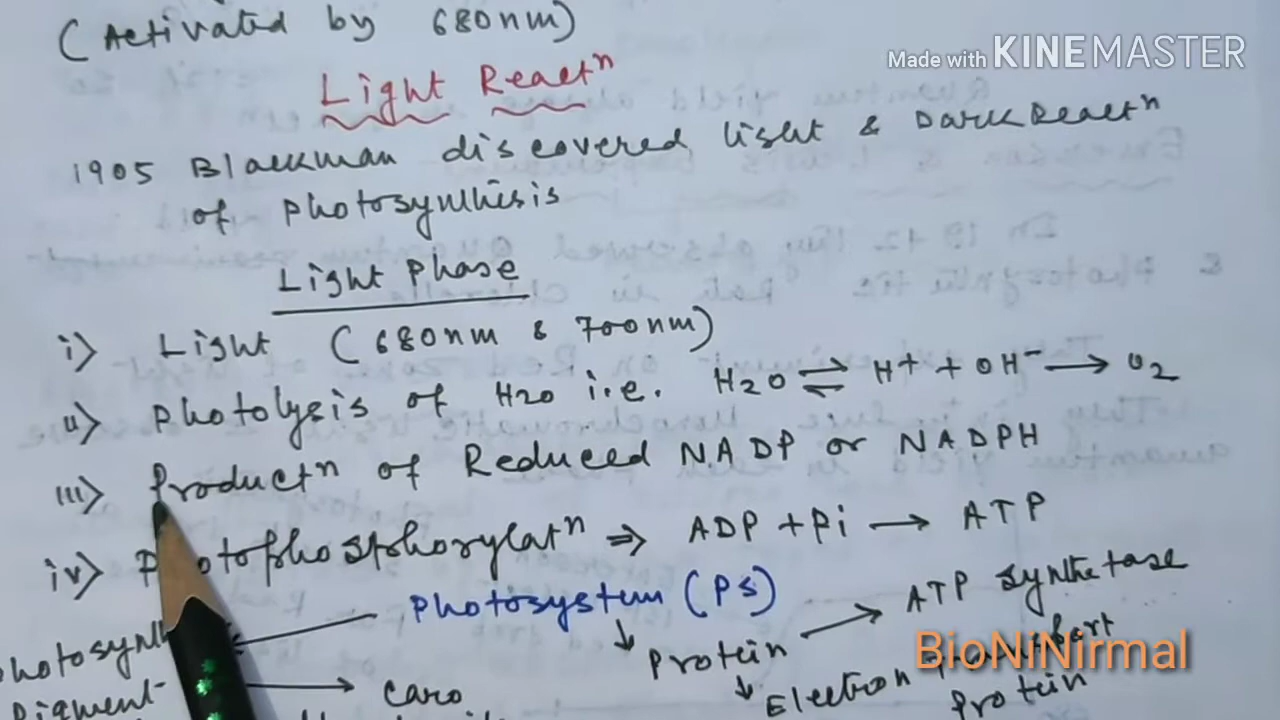 (Activated by 680nm)
Made with KINEMASTER
Light Reactⁿ
1905 Blackman discovered light & Dark Reactⁿ
of Photosynthesis
Light Phase
i) Light (680nm & 700nm)
ii) Photolysis of H2O i.e. H2O ⇌ H+ + OH⁻ → O2
iii) Productⁿ of Reduced NADP or NADPH
iv) Photophosphorylatⁿ ⇒ ADP + Pi → ATP
Photosystem (PS)
Protein → ATP synthetase
Electron
Protein
Pigment
caro
BioNiNirmal